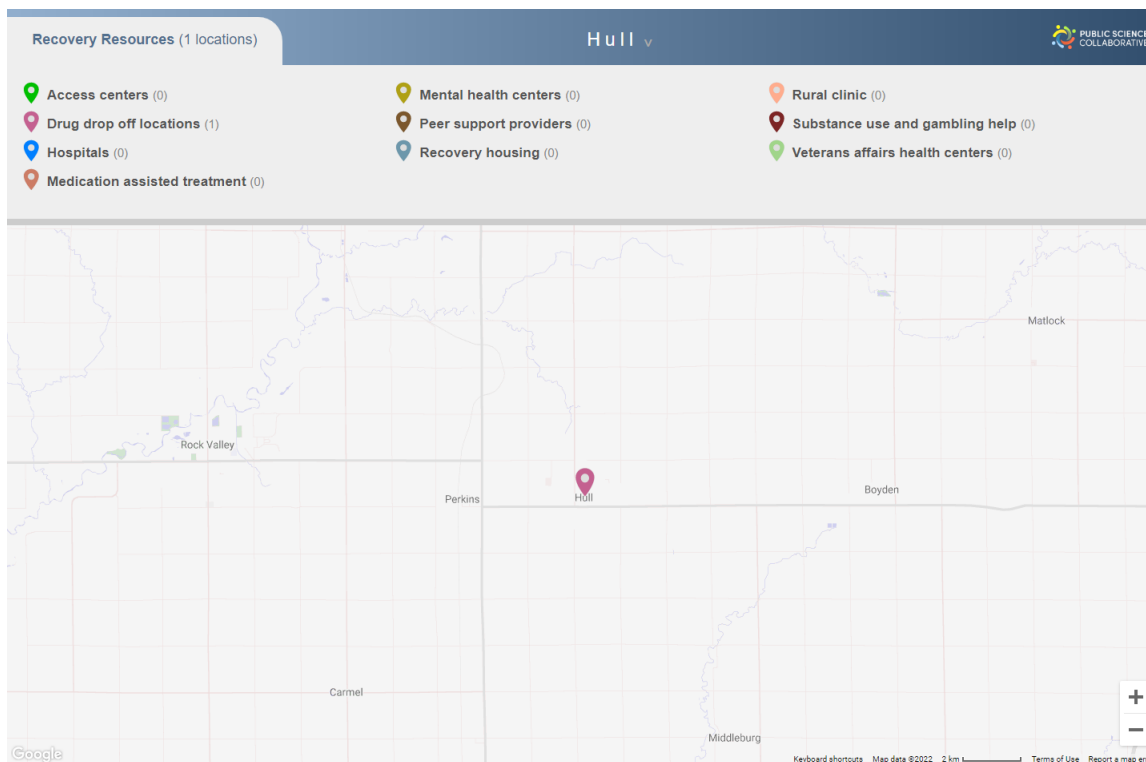 Recovery Resources (1 locations)
Hull v
PUBLIC SCIENCE
COLLABORATIVE
Access centers (0)
Mental health centers (0)
Rural clinic (0)
Drug drop off locations (1)
Peer support providers (0)
Substance use and gambling help (0)
Hospitals (0)
Recovery housing (0)
Veterans affairs health centers (0)
Medication assisted treatment (0)
Matlock
Rock Valley
Boyden
Perkins
Hull
Carmel
Middleburg
Google
Keyboard shortcuts Map data ©2022 2 km Terms of Use Report a map er